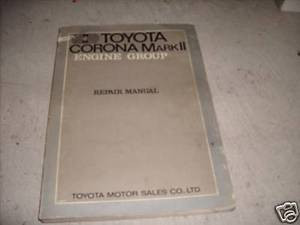 TOYOTA
CORONA MARK II
ENGINE GROUP
REPAIR MANUAL
TOYOTA MOTOR SALES CO., LTD